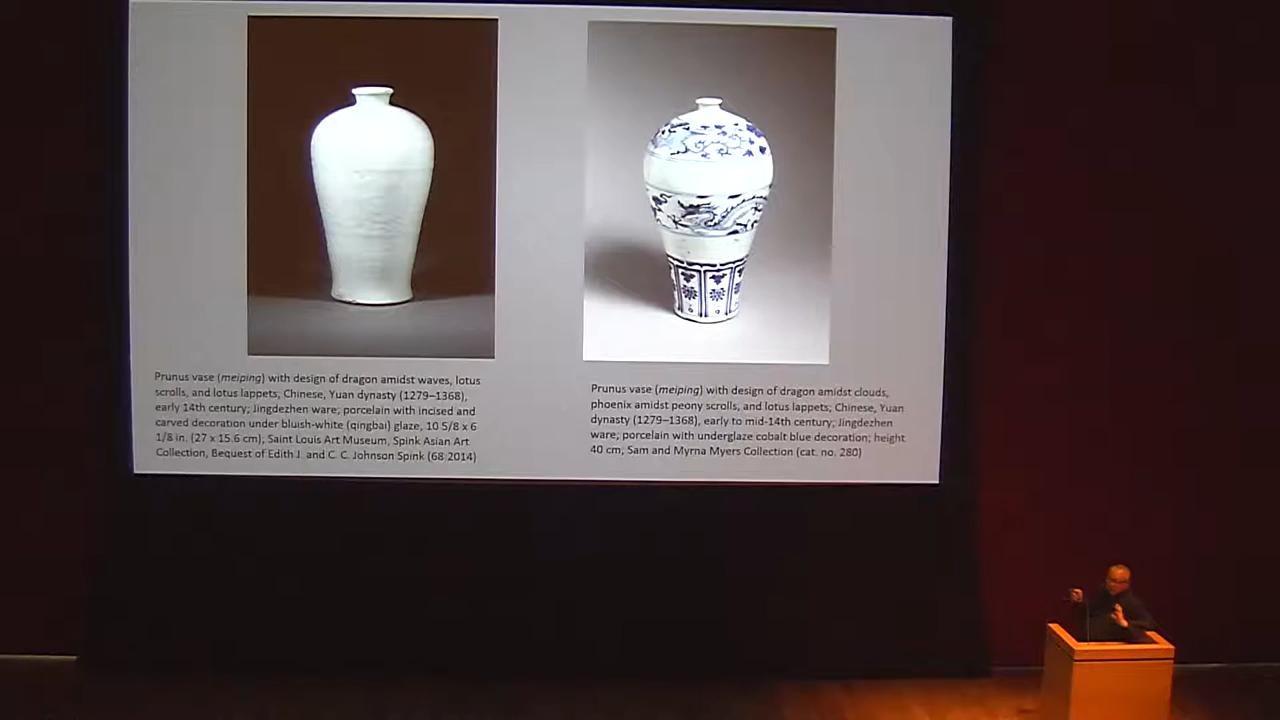 Prunus vase (meiping) with design of dragon amidst waves, lotus
scrolls, and lotus lappets; Chinese, Yuan dynasty (1279–1368),
early 14th century; Jingdezhen ware; porcelain with incised and
carved decoration under bluish-white (qingbai) glaze, 10 5/8 x 6
1/8 in. (27 x 15.6 cm); Saint Louis Art Museum, Spink Asian Art
Collection, Bequest of Edith J. and C. C. Johnson Spink (68:2014)
Prunus vase (meiping) with design of dragon amidst clouds,
phoenix amidst peony scrolls, and lotus lappets; Chinese, Yuan
dynasty (1279–1368), early to mid-14th century; Jingdezhen
ware; porcelain with underglaze cobalt blue decoration; height
40 cm, Sam and Myrna Myers Collection (cat. no. 280)